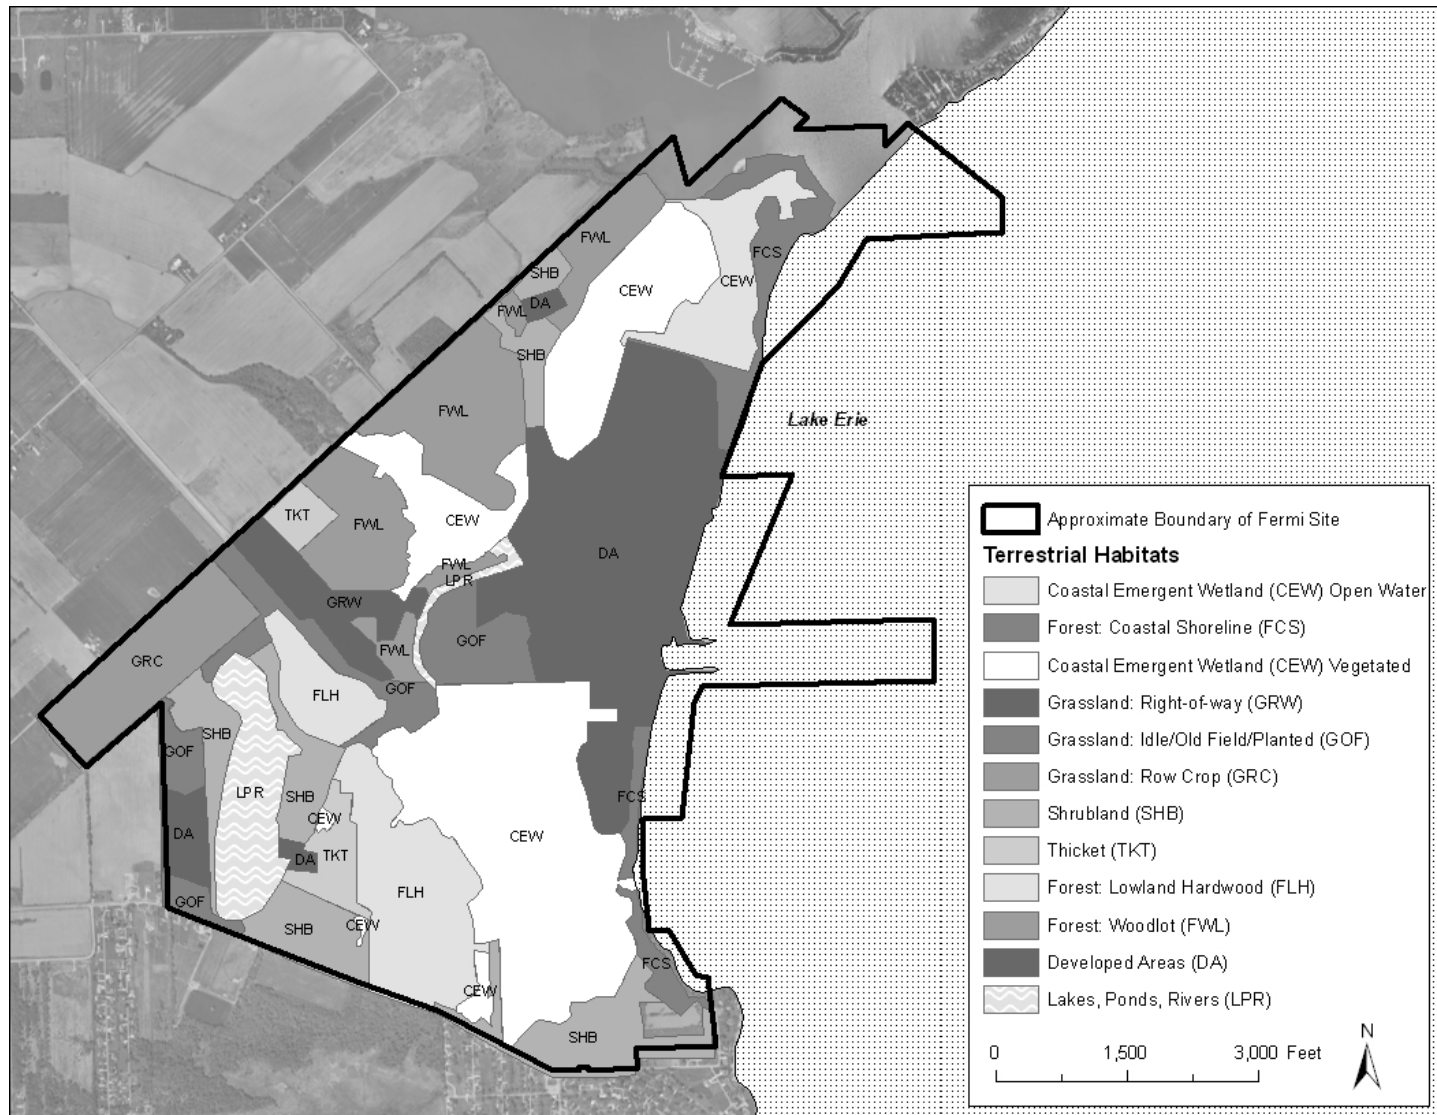 FWL
SHB
FCS
CEW
CEW
DA
FWL
SHB
FWL
Lake Erie
TKT
FWL
CEW
DA
FWL
LPR
GRW
GOF
FWL
GRC
GOF
FLH
SHB
GOF
LPR
SHB
FCS
CEW
DA
CEW
TKT
DA
FLH
GOF
CEW
SHB
FCS
CEW
SHB
Approximate Boundary of Fermi Site
Terrestrial Habitats
Coastal Emergent Wetland (CEW) Open Water
Forest: Coastal Shoreline (FCS)
Coastal Emergent Wetland (CEW) Vegetated
Grassland: Right-of-way (GRW)
Grassland: Idle/Old Field/Planted (GOF)
Grassland: Row Crop (GRC)
Shrubland (SHB)
Thicket (TKT)
Forest: Lowland Hardwood (FLH)
Forest: Woodlot (FWL)
Developed Areas (DA)
Lakes, Ponds, Rivers (LPR)
N
0 1,500 3,000 Feet